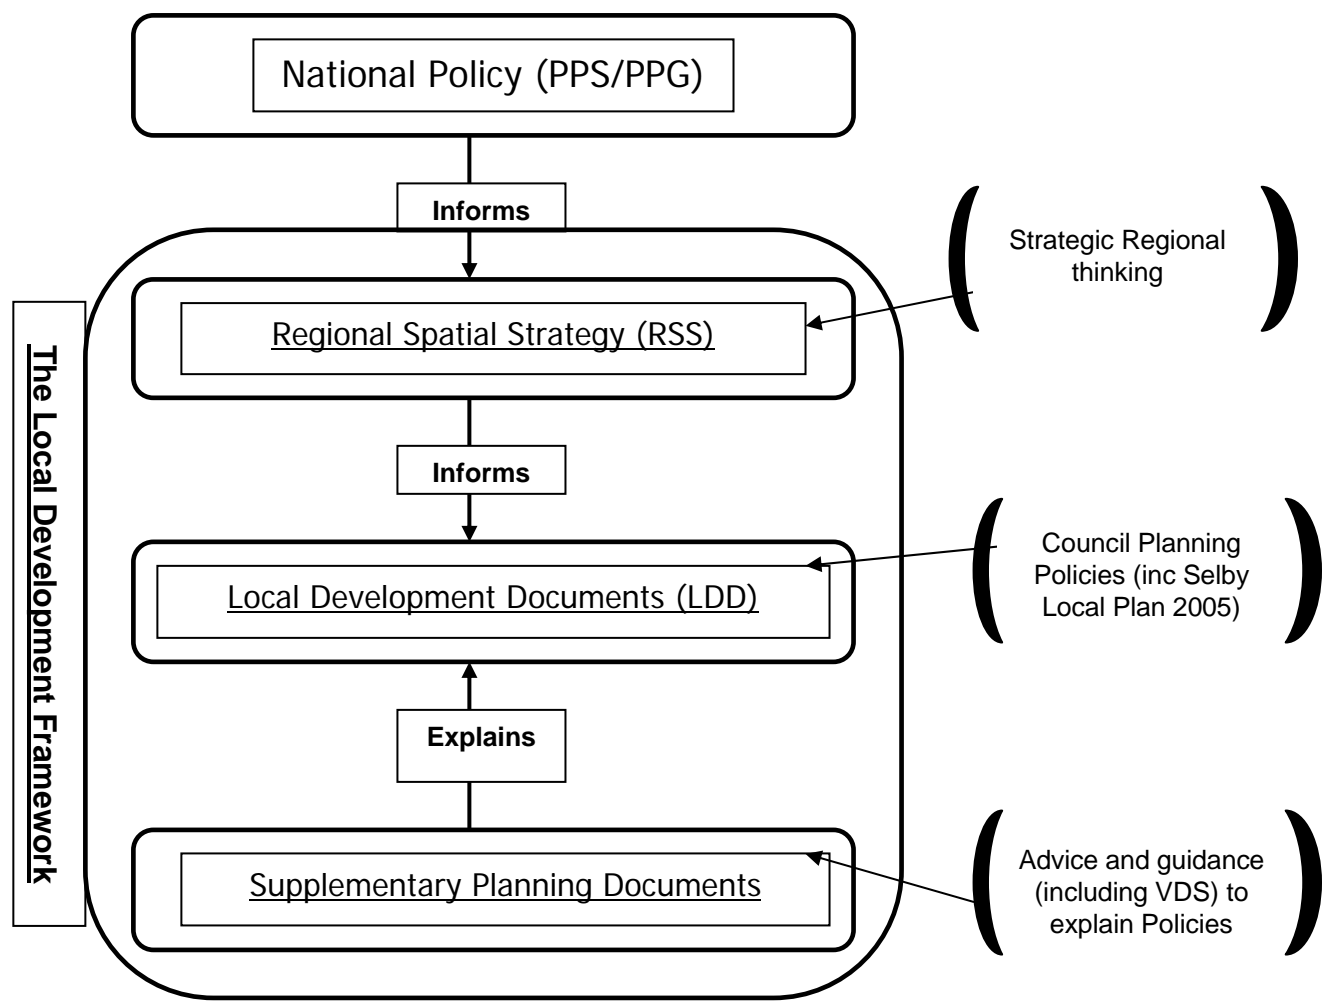 National Policy (PPS/PPG)
Informs
Strategic Regional
thinking
Regional Spatial Strategy (RSS)
The Local Development Framework
Informs
Council Planning
Policies (inc Selby
Local Plan 2005)
Local Development Documents (LDD)
Explains
Advice and guidance
(including VDS) to
explain Policies
Supplementary Planning Documents